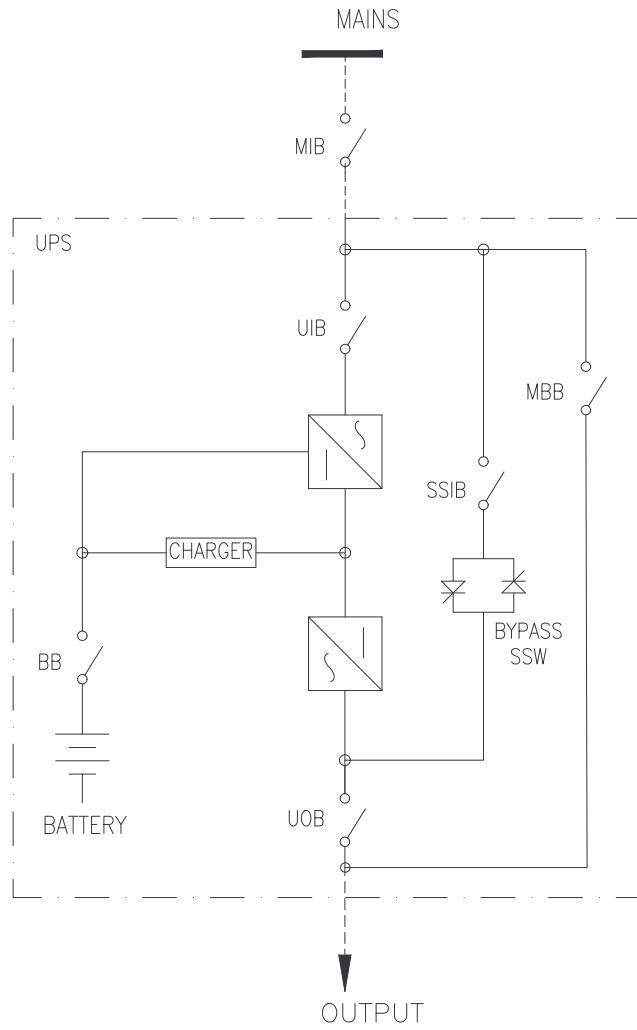 MAINS
MIB
UPS
UIB
MBB
SSIB
CHARGER
BYPASS
SSW
BB
UOB
BATTERY
OUTPUT